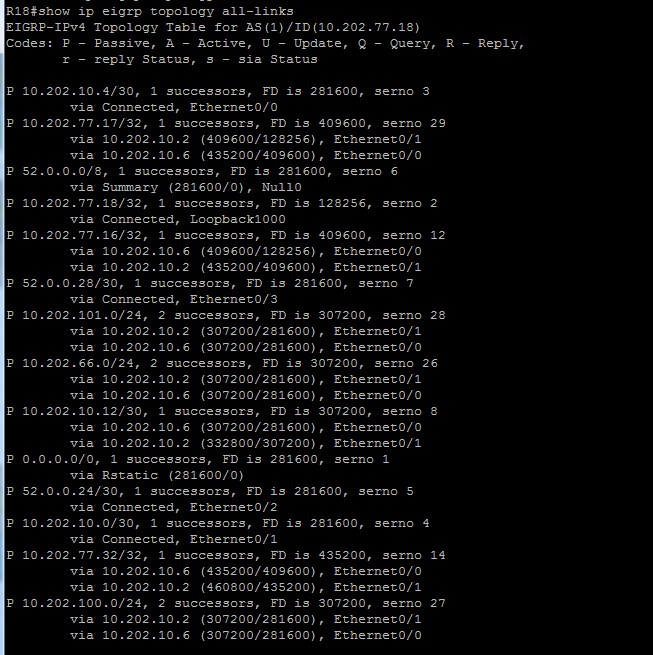 R18#show ip eigrp topology all-links
EIGRP-IPv4 Topology Table for AS(1)/ID(10.202.77.18)
Codes: P - Passive, A - Active, U - Update, Q - Query, R - Reply,
       r - reply Status, s - sia Status
P 10.202.10.4/30, 1 successors, FD is 281600, serno 3
        via Connected, Ethernet0/0
P 10.202.77.17/32, 1 successors, FD is 409600, serno 29
        via 10.202.10.2 (409600/128256), Ethernet0/1
        via 10.202.10.6 (435200/409600), Ethernet0/0
P 52.0.0.0/8, 1 successors, FD is 281600, serno 6
        via Summary (281600/0), Null0
P 10.202.77.18/32, 1 successors, FD is 128256, serno 2
        via Connected, Loopback1000
P 10.202.77.16/32, 1 successors, FD is 409600, serno 12
        via 10.202.10.6 (409600/128256), Ethernet0/0
        via 10.202.10.2 (435200/409600), Ethernet0/1
P 52.0.0.28/30, 1 successors, FD is 281600, serno 7
        via Connected, Ethernet0/3
P 10.202.101.0/24, 2 successors, FD is 307200, serno 28
        via 10.202.10.2 (307200/281600), Ethernet0/1
        via 10.202.10.6 (307200/281600), Ethernet0/0
P 10.202.66.0/24, 2 successors, FD is 307200, serno 26
        via 10.202.10.2 (307200/281600), Ethernet0/1
        via 10.202.10.6 (307200/281600), Ethernet0/0
P 10.202.10.12/30, 1 successors, FD is 307200, serno 8
        via 10.202.10.6 (307200/281600), Ethernet0/0
        via 10.202.10.2 (332800/307200), Ethernet0/1
P 0.0.0.0/0, 1 successors, FD is 281600, serno 1
        via Rstatic (281600/0)
P 52.0.0.24/30, 1 successors, FD is 281600, serno 5
        via Connected, Ethernet0/2
P 10.202.10.0/30, 1 successors, FD is 281600, serno 4
        via Connected, Ethernet0/1
P 10.202.77.32/32, 1 successors, FD is 435200, serno 14
        via 10.202.10.6 (435200/409600), Ethernet0/0
        via 10.202.10.2 (460800/435200), Ethernet0/1
P 10.202.100.0/24, 2 successors, FD is 307200, serno 27
        via 10.202.10.2 (307200/281600), Ethernet0/1
        via 10.202.10.6 (307200/281600), Ethernet0/0